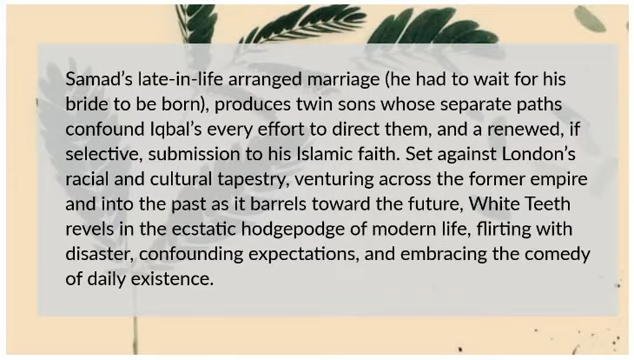 Samad's late-in-life arranged marriage (he had to wait for his
bride to be born), produces twin sons whose separate paths
confound Iqbal's every effort to direct them, and a renewed, if
selective, submission to his Islamic faith. Set against London's
racial and cultural tapestry, venturing across the former empire
and into the past as it barrels toward the future, White Teeth
revels in the ecstatic hodgepodge of modern life, flirting with
disaster, confounding expectations, and embracing the comedy
of daily existence.